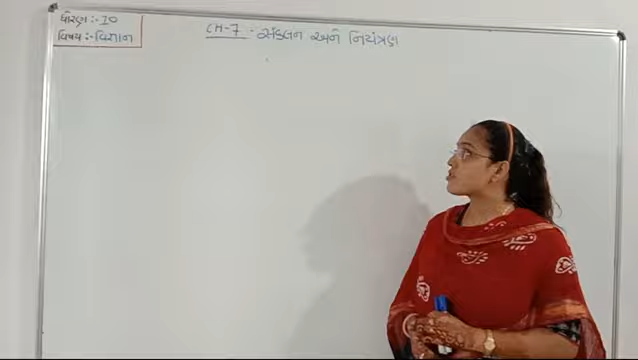 ધોરણ :- 10
વિષય :- વિજ્ઞાન
CH-7 - સંકલન અને નિયંત્રણ